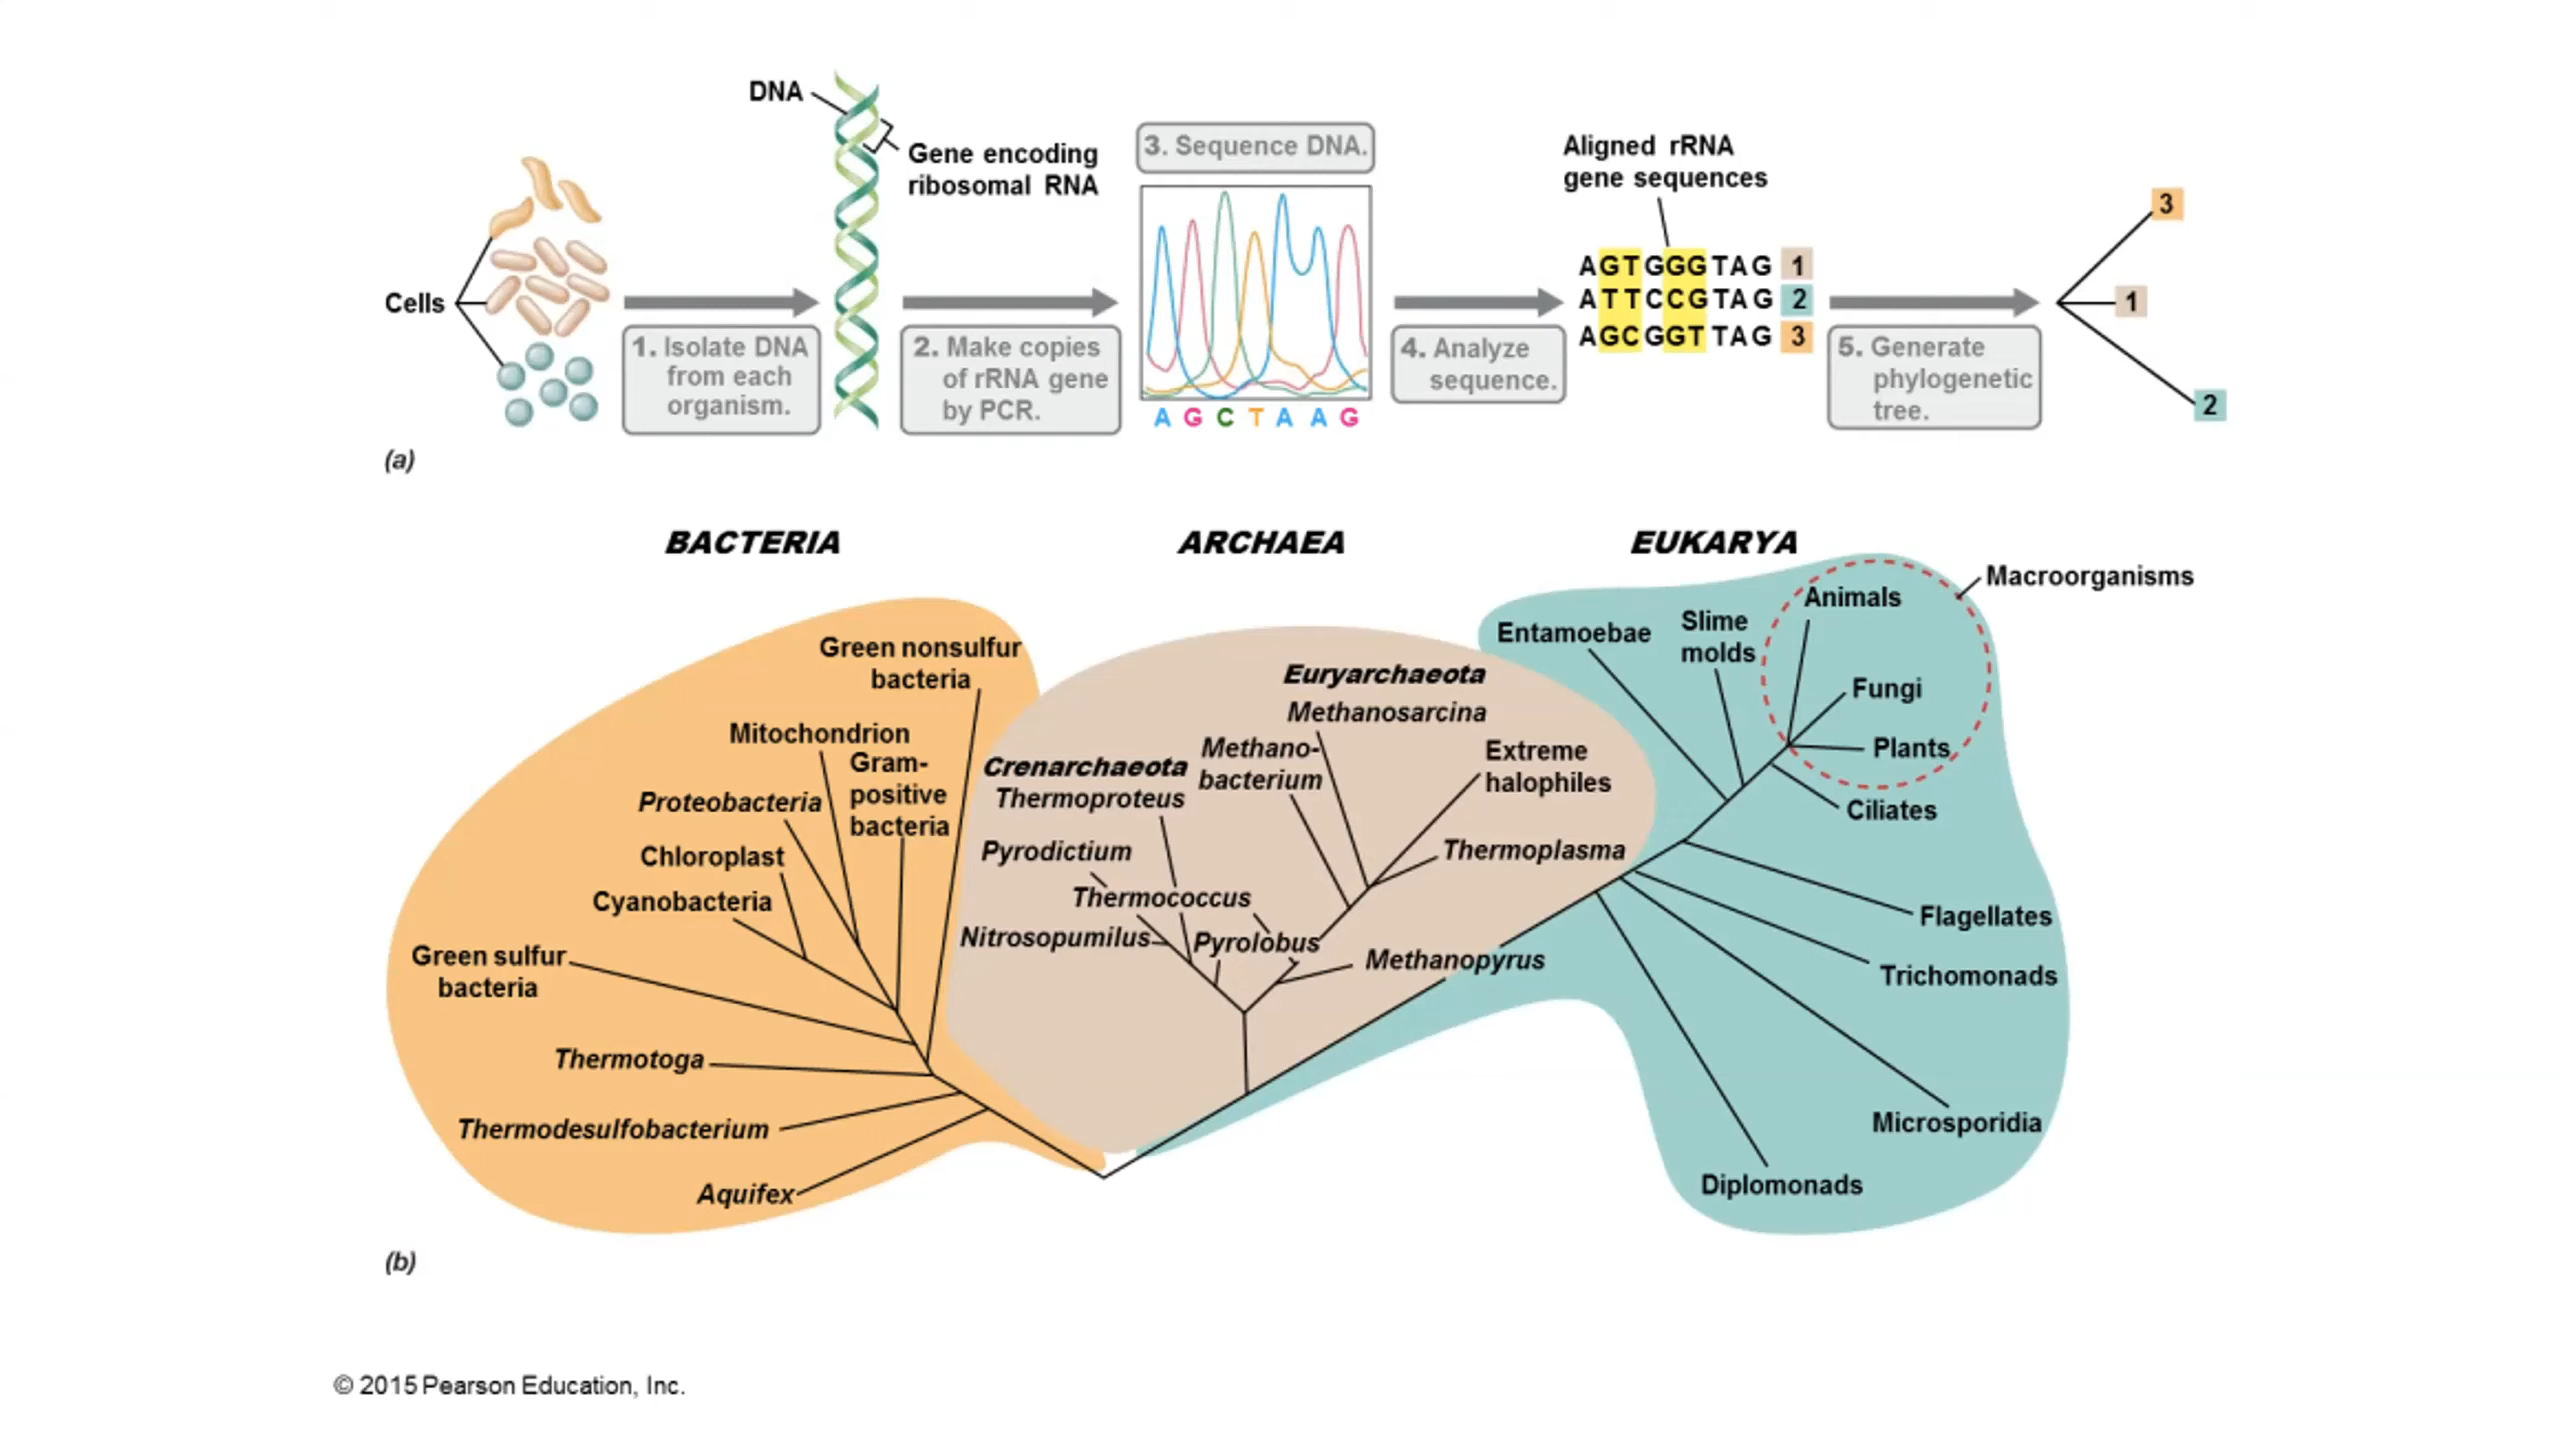 DNA
Gene encoding
ribosomal RNA
3. Sequence DNA.
Aligned rRNA
gene sequences
Cells
3
AGTGGGTAG 1
ATTCCGTAG 2
AGCGGTTAG 3
1
2
1. Isolate DNA
from each
organism.
2. Make copies
of rRNA gene
by PCR.
A G C T A A G
4. Analyze
sequence.
5. Generate
phylogenetic
tree.
(a)
BACTERIA
ARCHAEA
EUKARYA
Green nonsulfur
bacteria
Mitochondrion
Gram-
positive
bacteria
Proteobacteria
Chloroplast
Cyanobacteria
Green sulfur
bacteria
Thermotoga
Thermodesulfobacterium
Aquifex
Euryarchaeota
Methanosarcina
Methano-
bacterium
Extreme
halophiles
Crenarchaeota
Thermoproteus
Pyrodictium
Thermococcus
Nitrosopumilus
Pyrolobus
Thermoplasma
Methanopyrus
Macroorganisms
Animals
Entamoebae
Slime
molds
Fungi
Plants
Ciliates
Flagellates
Trichomonads
Microsporidia
Diplomonads
(b)
© 2015 Pearson Education, Inc.